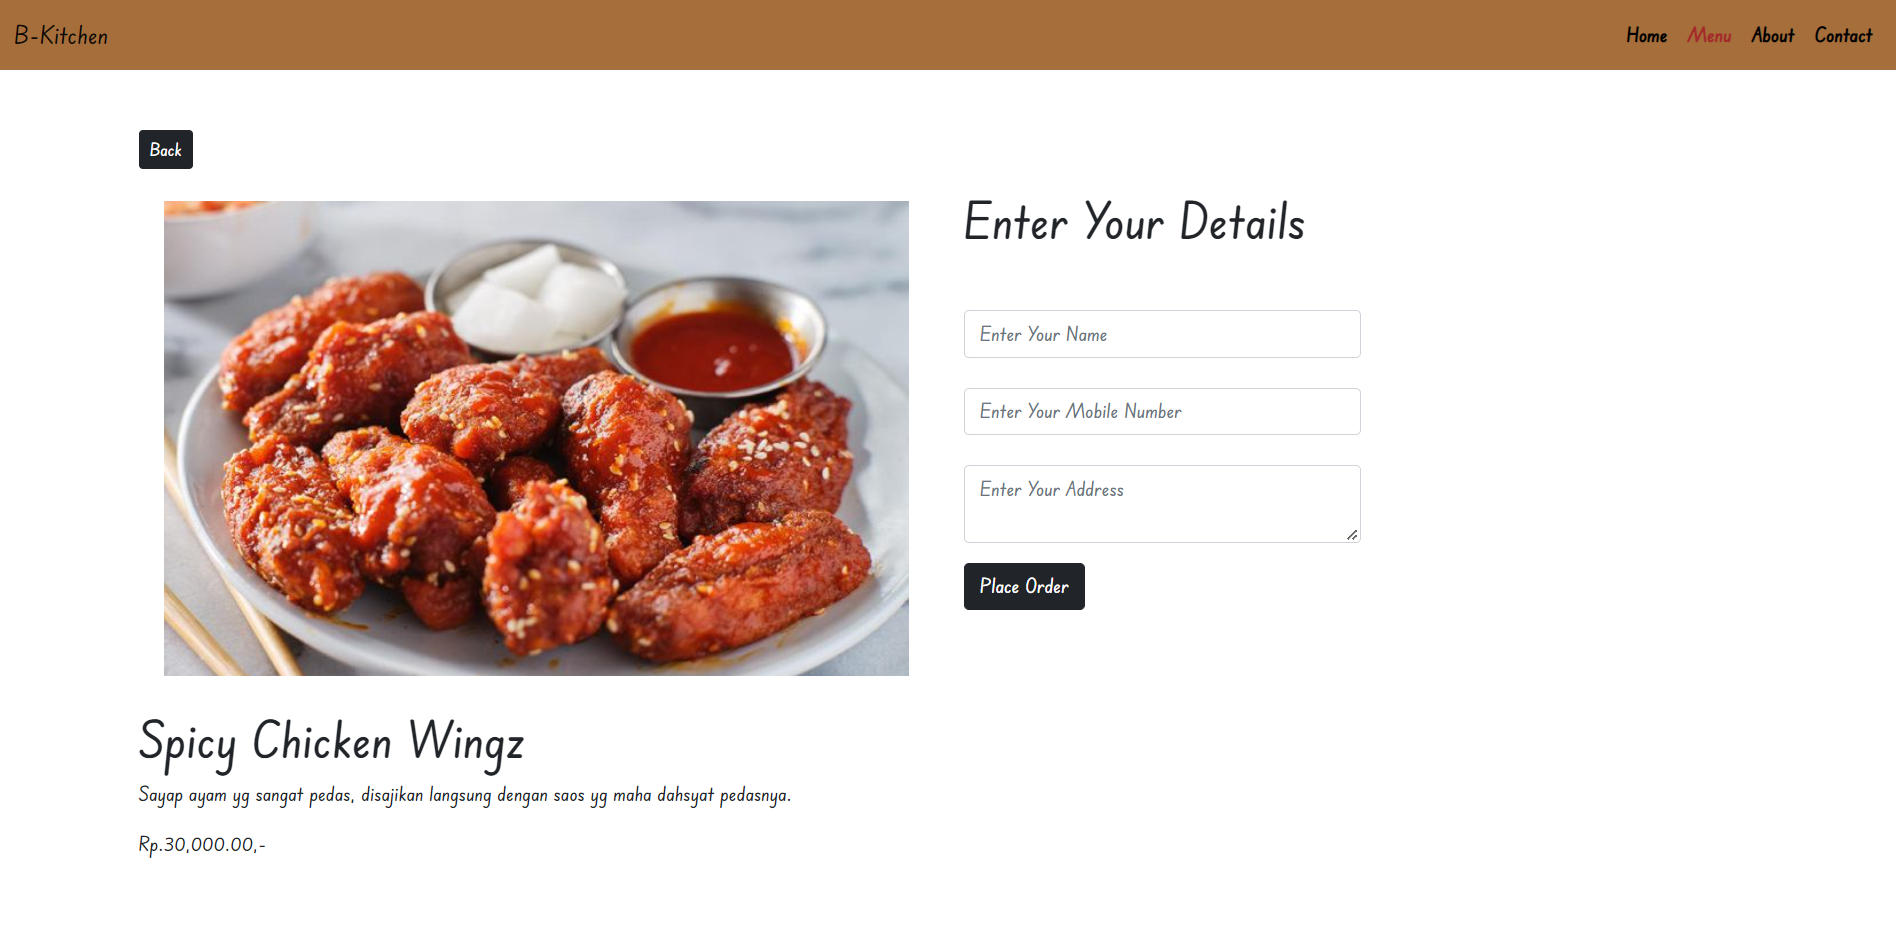 B-Kitchen
Home Menu About Contact
Back
Enter Your Details
Enter Your Name
Enter Your Mobile Number
Enter Your Address
Place Order
Spicy Chicken Wingz
Sayap ayam yg sangat pedas, disajikan langsung dengan saos yg maha dahsyat pedasnya.
Rp.30,000.00,-